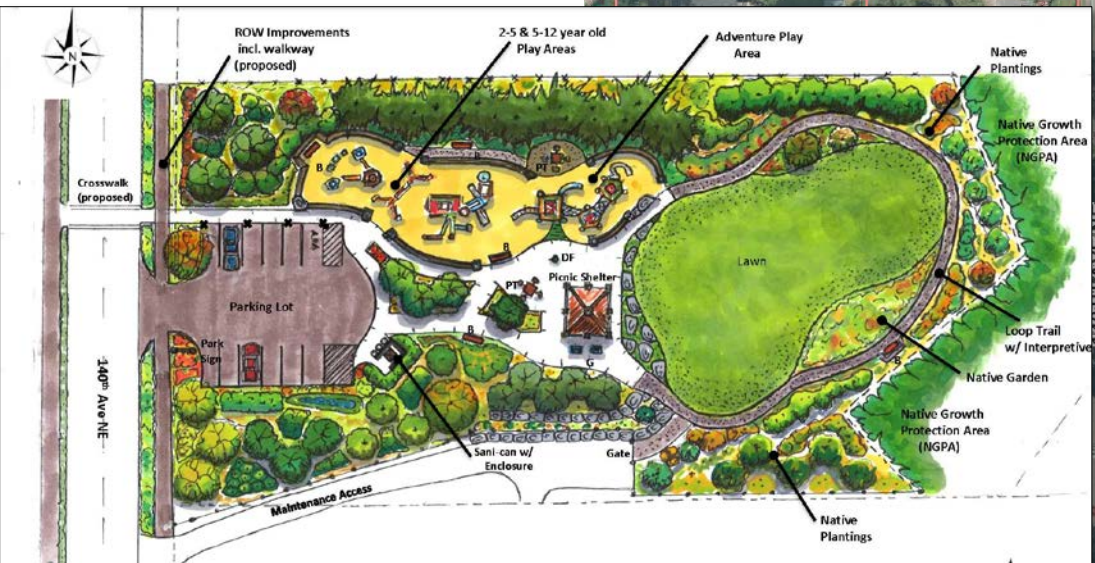 N
ROW Improvements
incl. walkway
(proposed)
2-5 & 5-12 year old
Play Areas
Adventure Play
Area
Native
Plantings
Native Growth
Protection Area
(NGPA)
Crosswalk
(proposed)
B
B
PT
ADA
B
DF
Picnic Shelter
PT
Lawn
Parking Lot
B
Park
Sign
Loop Trail
w/ Interpretive
B
G
Native Garden
140th Ave NE
Native Growth
Protection Area
(NGPA)
Sani-can w/
Enclosure
Gate
Maintenance Access
Native
Plantings